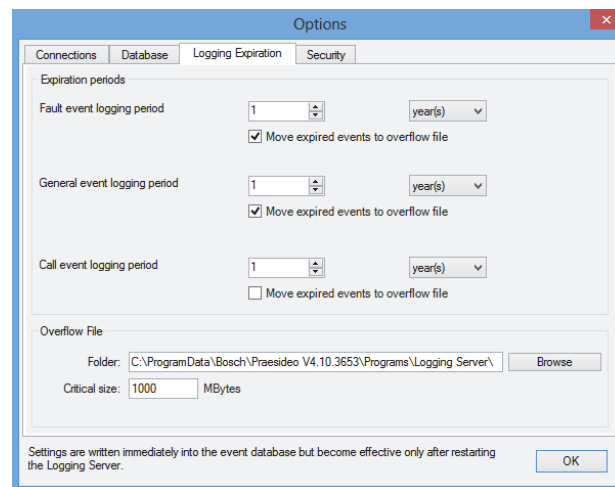 Options
Connections Database Logging Expiration Security
Expiration periods
Fault event logging period 1 year(s)
Move expired events to overflow file
General event logging period 1 year(s)
Move expired events to overflow file
Call event logging period 1 year(s)
Move expired events to overflow file
Overflow File
Folder: C:\ProgramData\Bosch\Praesideo V4.10.3653\Programs\Logging Server\ Browse
Critical size: 1000 MBytes
Settings are written immediately into the event database but become effective only after restarting
the Logging Server.
OK